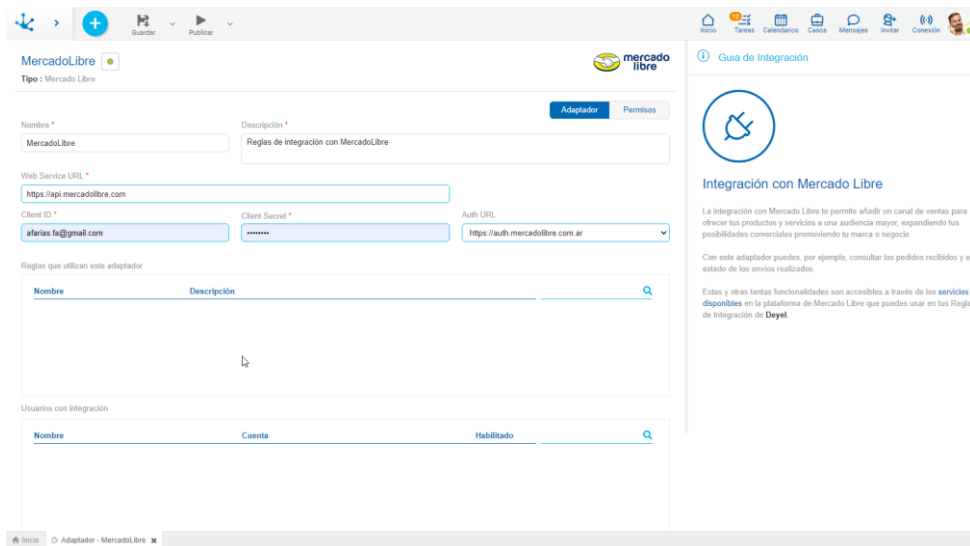 Guardar
Publicar
Inicio
12
Tareas
Calendarios
Casos
Mensajes
Invitar
Conexión
MercadoLibre
Tipo : Mercado Libre
mercado
libre
Adaptador
Permisos
Nombre *
Descripción *
MercadoLibre
Reglas de integración con MercadoLibre
Web Service URL *
https://api.mercadolibre.com
Client ID *
Client Secret *
Auth URL
afarias.fa@gmail.com
••••••••
https://auth.mercadolibre.com.ar
Reglas que utilizan este adaptador
Nombre
Descripción
Usuarios con integración
Nombre
Cuenta
Habilitado
Guia de Integración
Integración con Mercado Libre
La integración con Mercado Libre te permite añadir un canal de ventas para
ofrecer tus productos y servicios a una audiencia mayor, expandiendo tus
posibilidades comerciales promoviendo tu marca o negocio.
Con este adaptador puedes, por ejemplo, consultar los pedidos recibidos y e
estado de los envíos realizados.
Estas y otras tantas funcionalidades son accesibles a través de los servicios
disponibles en la plataforma de Mercado Libre que puedes usar en tus Regla
de Integración de Deyel.
Inicio
Adaptador - MercadoLibre